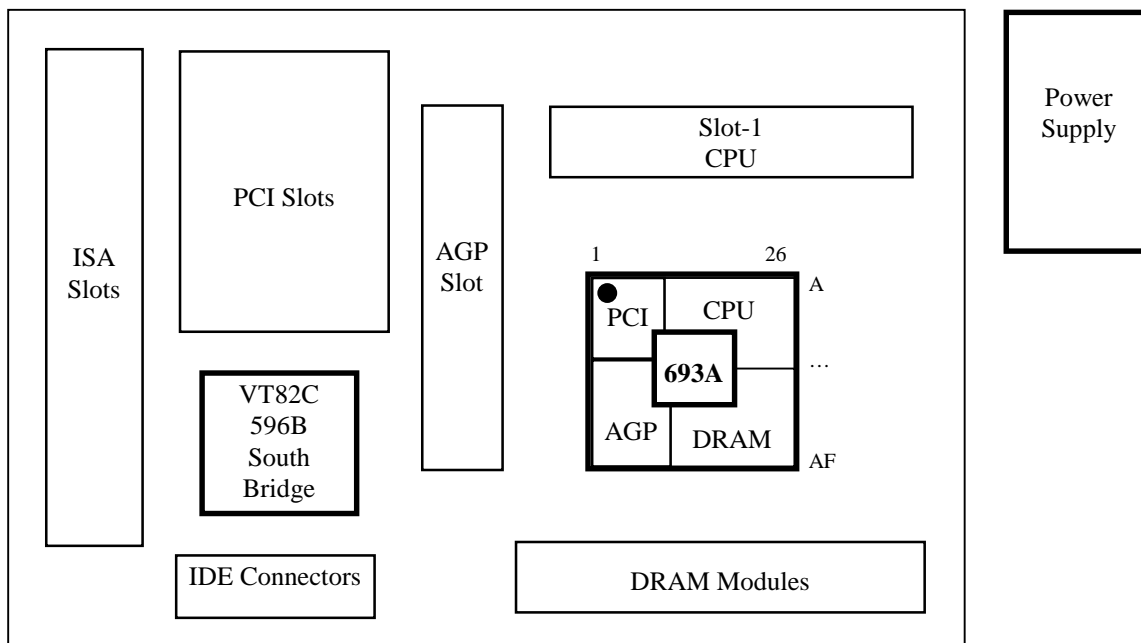 ISA
Slots
PCI Slots
VT82C
596B
South
Bridge
IDE Connectors
AGP
Slot
Slot-1
CPU
1 26
A
PCI CPU
693A
…
AGP DRAM
AF
DRAM Modules
Power
Supply